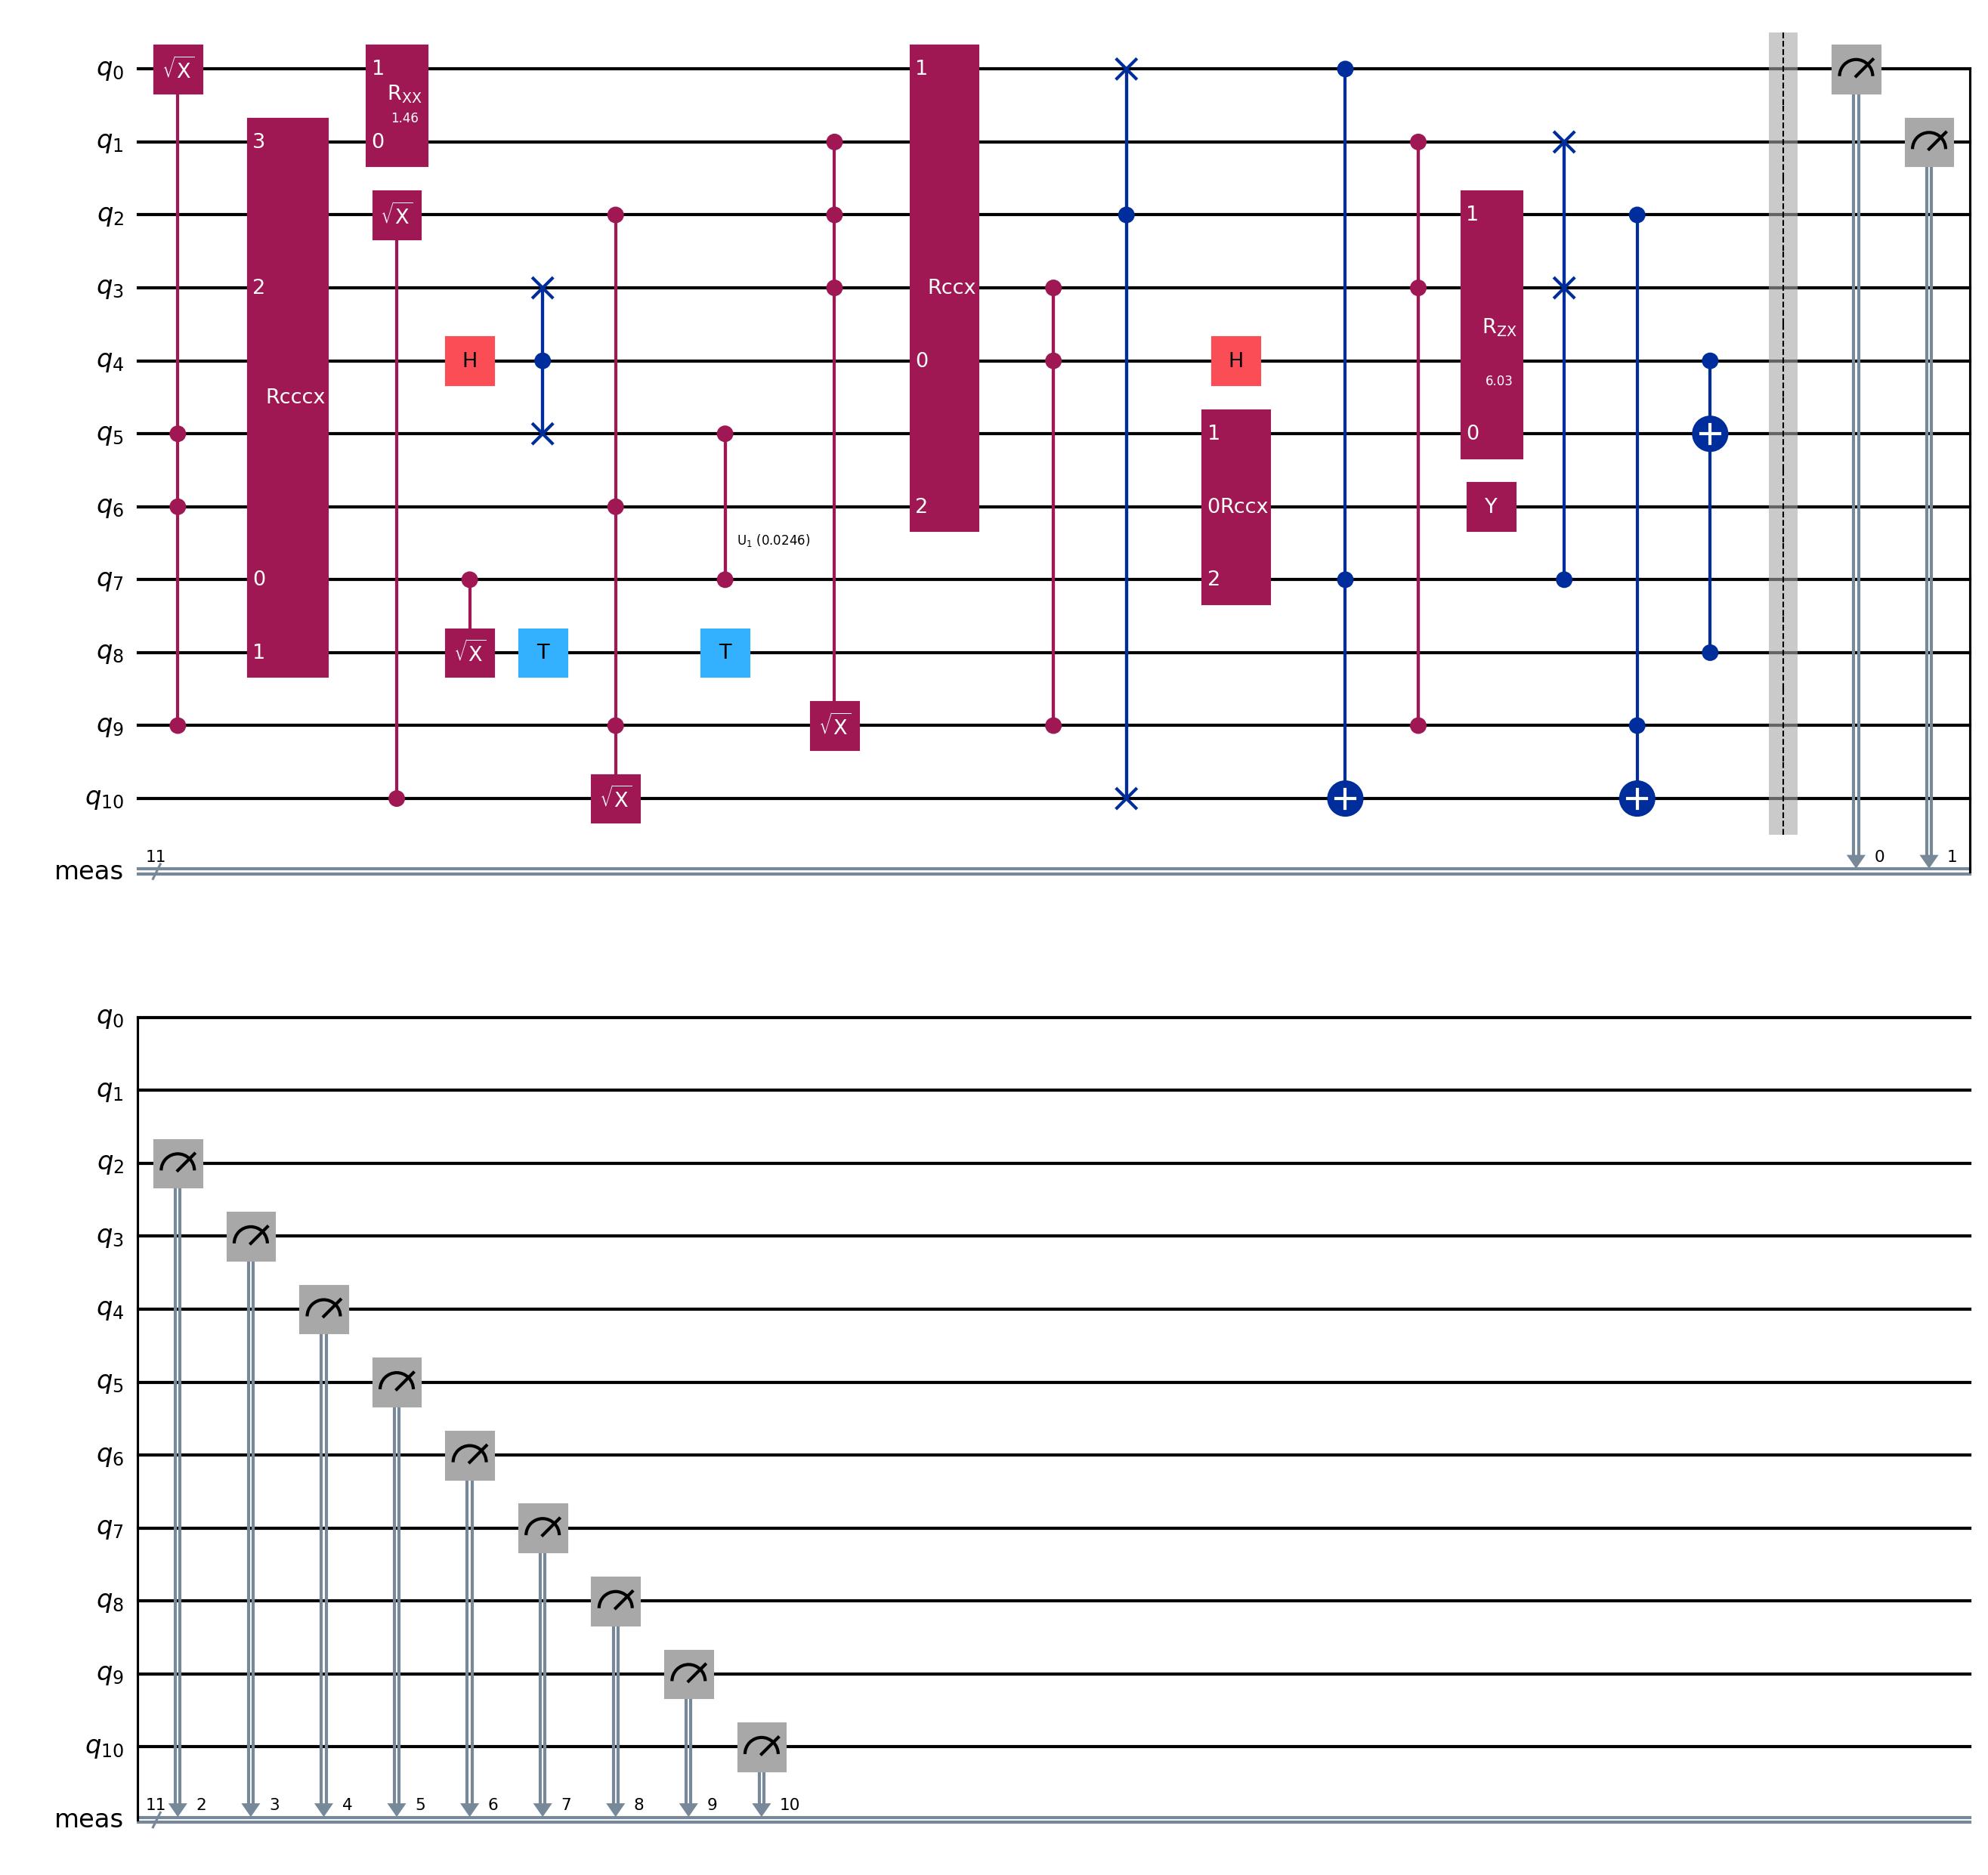 q0 √X 1 1
RXX
1.46
q1 3 0
q2 √X 1
q3 2 Rccx
RZX
q4 H 0 H
6.03
Rcccx
q5 1 0
q6 2 0Rccx Y
U1 (0.0246)
q7 0 2
q8 1 √X T T
q9 √X
q10 √X
11 0 1
meas
q0
q1
q2
q3
q4
q5
q6
q7
q8
q9
q10
11 2 3 4 5 6 7 8 9 10
meas